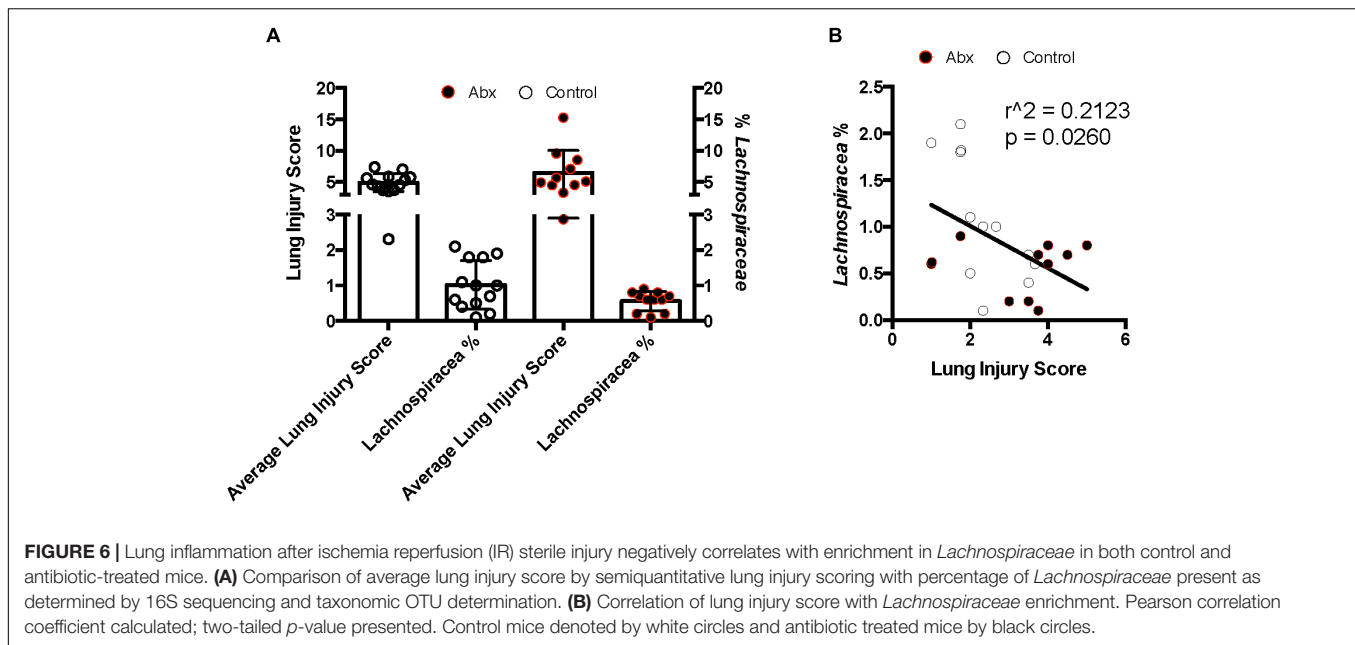 A
Abx Control
20
15
10
5
3
2
1
0
Lung Injury Score
20
15
10
5
3
2
1
0
% Lachnospiraceae
Average Lung Injury Score
Lachnospiracea %
Average Lung Injury Score
Lachnospiracea %
B
Abx Control
r^2 = 0.2123
p = 0.0260
2.5
2.0
1.5
1.0
0.5
0.0
Lachnospiracea %
0 2 4 6
Lung Injury Score
FIGURE 6 | Lung inflammation after ischemia reperfusion (IR) sterile injury negatively correlates with enrichment in Lachnospiraceae in both control and
antibiotic-treated mice. (A) Comparison of average lung injury score by semiquantitative lung injury scoring with percentage of Lachnospiraceae present as
determined by 16S sequencing and taxonomic OTU determination. (B) Correlation of lung injury score with Lachnospiraceae enrichment. Pearson correlation
coefficient calculated; two-tailed p-value presented. Control mice denoted by white circles and antibiotic treated mice by black circles.